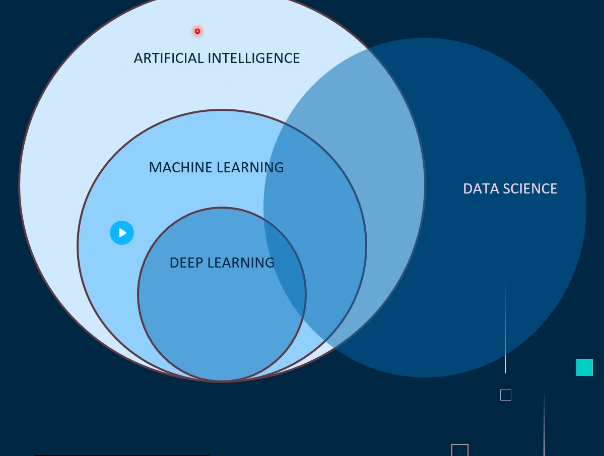 ARTIFICIAL INTELLIGENCE
MACHINE LEARNING
DATA SCIENCE
DEEP LEARNING